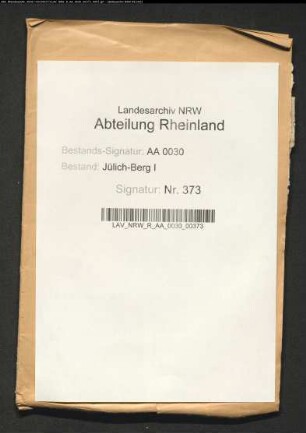 Landesarchiv NRW
Abteilung Rheinland
Bestands-Signatur: AA 0030
Bestand: Jülich-Berg I
Signatur: Nr. 373
LAV_NRW_R_AA_0030_00373